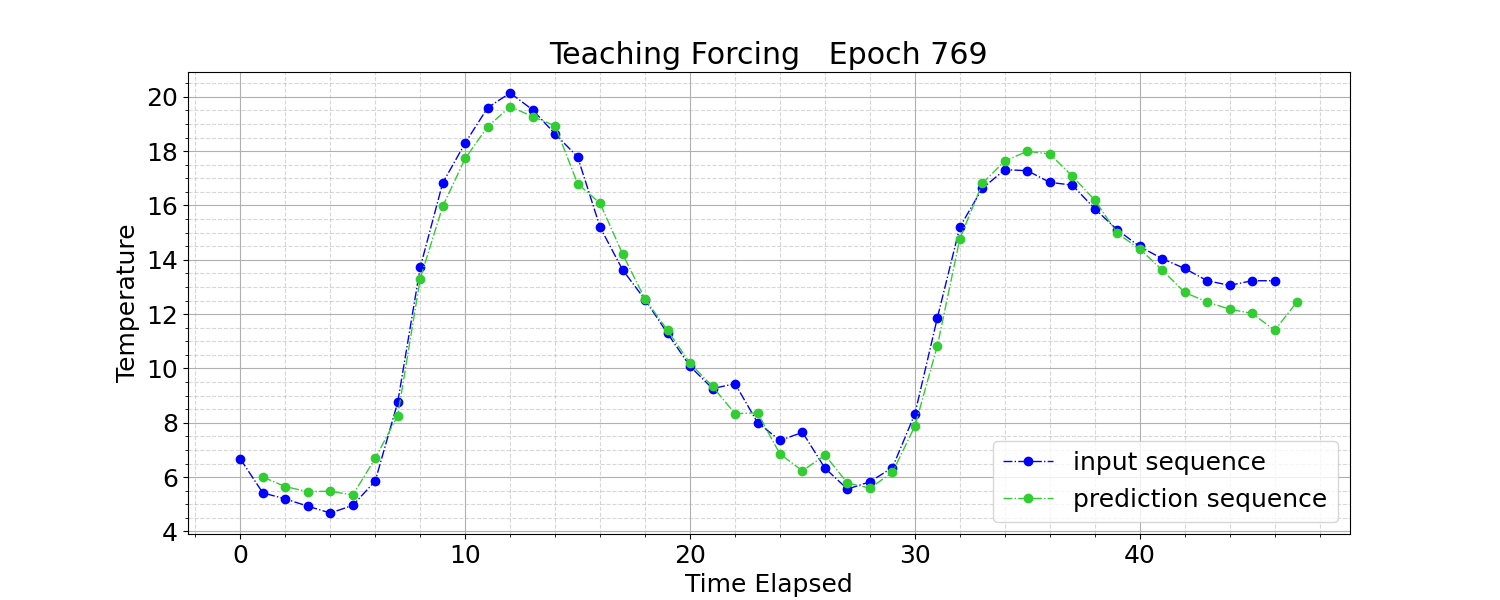 Teaching Forcing   Epoch 769
20
18
16
14
12
10
8
6
4
Temperature
0 10 20 30 40
Time Elapsed
input sequence
prediction sequence